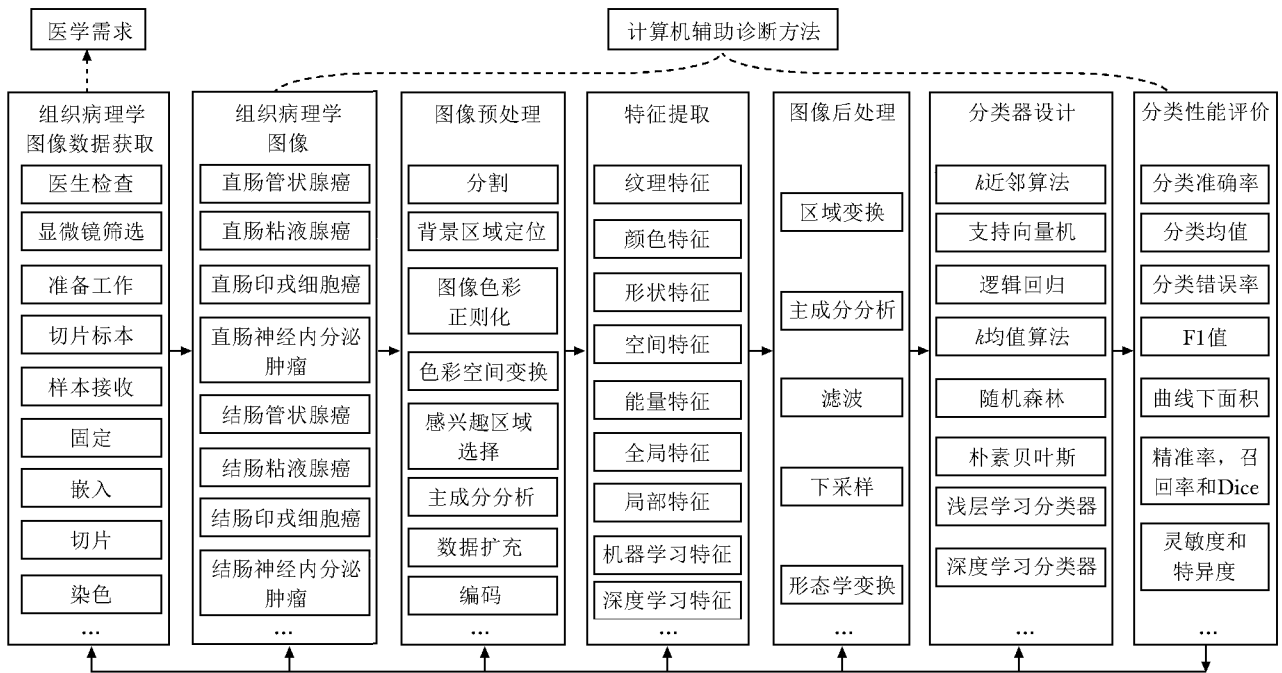 医学需求
计算机辅助诊断方法
组织病理学
图像数据获取
医生检查
显微镜筛选
准备工作
切片标本
样本接收
固定
嵌入
切片
染色
...
组织病理学
图像
直肠管状腺癌
直肠粘液腺癌
直肠印戎细胞癌
直肠神经内分泌
肿瘤
结肠管状腺癌
结肠粘液腺癌
结肠印戎细胞癌
结肠神经内分泌
肿瘤
...
图像预处理
分割
背景区域定位
图像色彩
正则化
色彩空间变换
感兴趣区域
选择
主成分分析
数据扩充
编码
...
特征提取
纹理特征
颜色特征
形状特征
空间特征
能量特征
全局特征
局部特征
机器学习特征
深度学习特征
...
图像后处理
区域变换
主成分分析
滤波
下采样
形态学变换
...
分类器设计
k近邻算法
支持向量机
逻辑回归
k均值算法
随机森林
朴素贝叶斯
浅层学习分类器
深度学习分类器
...
分类性能评价
分类准确率
分类均值
分类错误率
F1值
曲线下面积
精准率，召
回率和Dice
灵敏度和
特异度
...